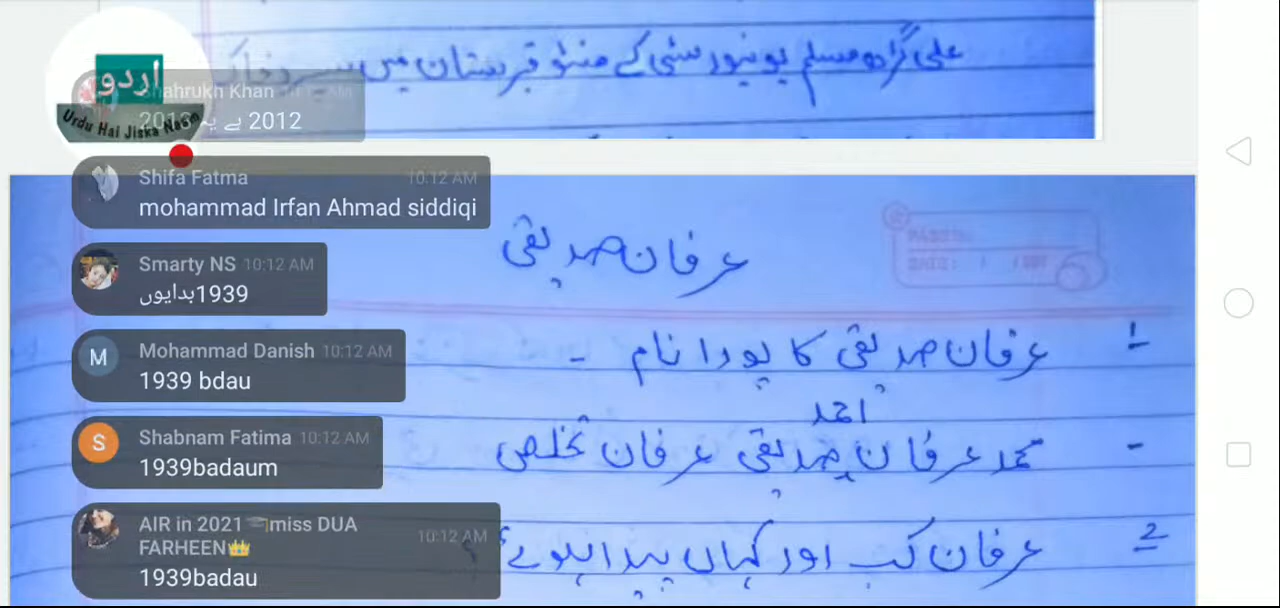 علی گڑھ مسلم یونیورسٹی کے منٹو قبرستان میں سپرد خاک
اردو
Urdu Hai Jiska Naam
Shahrukh Khan
2012 ہے یہ
Shifa Fatma 10:12 AM
mohammad Irfan Ahmad siddiqi
Smarty NS 10:12 AM
1939بدایوں
Mohammad Danish 10:12 AM
1939 bdau
Shabnam Fatima 10:12 AM
1939badaum
AIR in 2021 miss DUA
FARHEEN 10:12 AM
1939badau
عرفان صدیقی
1 عرفان صدیقی کا پورا نام -
احمد
- محمد عرفان صدیقی عرفان تخلص
2 عرفان کب اور کہاں پیدا ہوئے؟